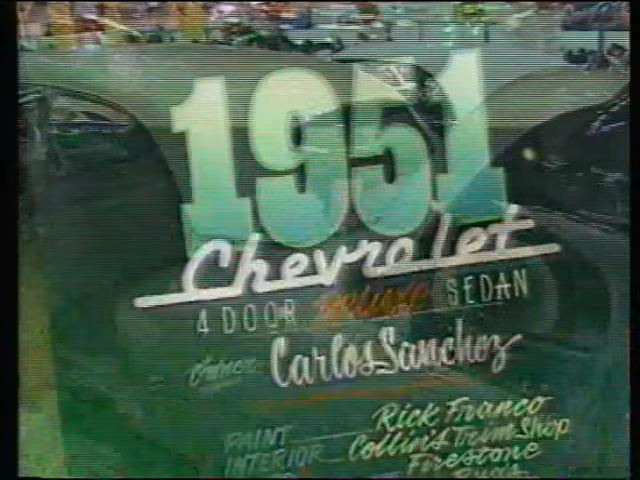 1951
Chevrolet
4 DOOR deluxe SEDAN
Owner Carlos Sanchez
PAINT Rick Franco
INTERIOR Collin's Trim Shop
Firestone